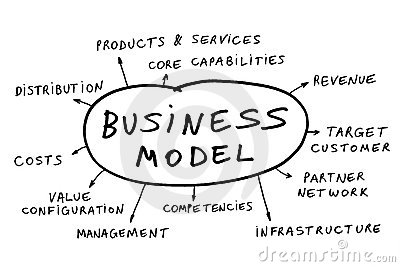 PRODUCTS & SERVICES
CORE CAPABILITIES
REVENUE
DISTRIBUTION
BUSINESS
MODEL
TARGET
CUSTOMER
COSTS
PARTNER
NETWORK
VALUE
CONFIGURATION
COMPETENCIES
MANAGEMENT
INFRASTRUCTURE
dreamstime.com